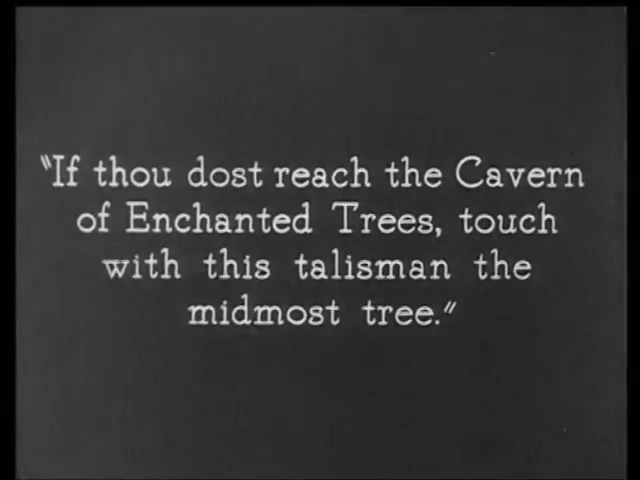 "If thou dost reach the Cavern
of Enchanted Trees, touch
with this talisman the
midmost tree."